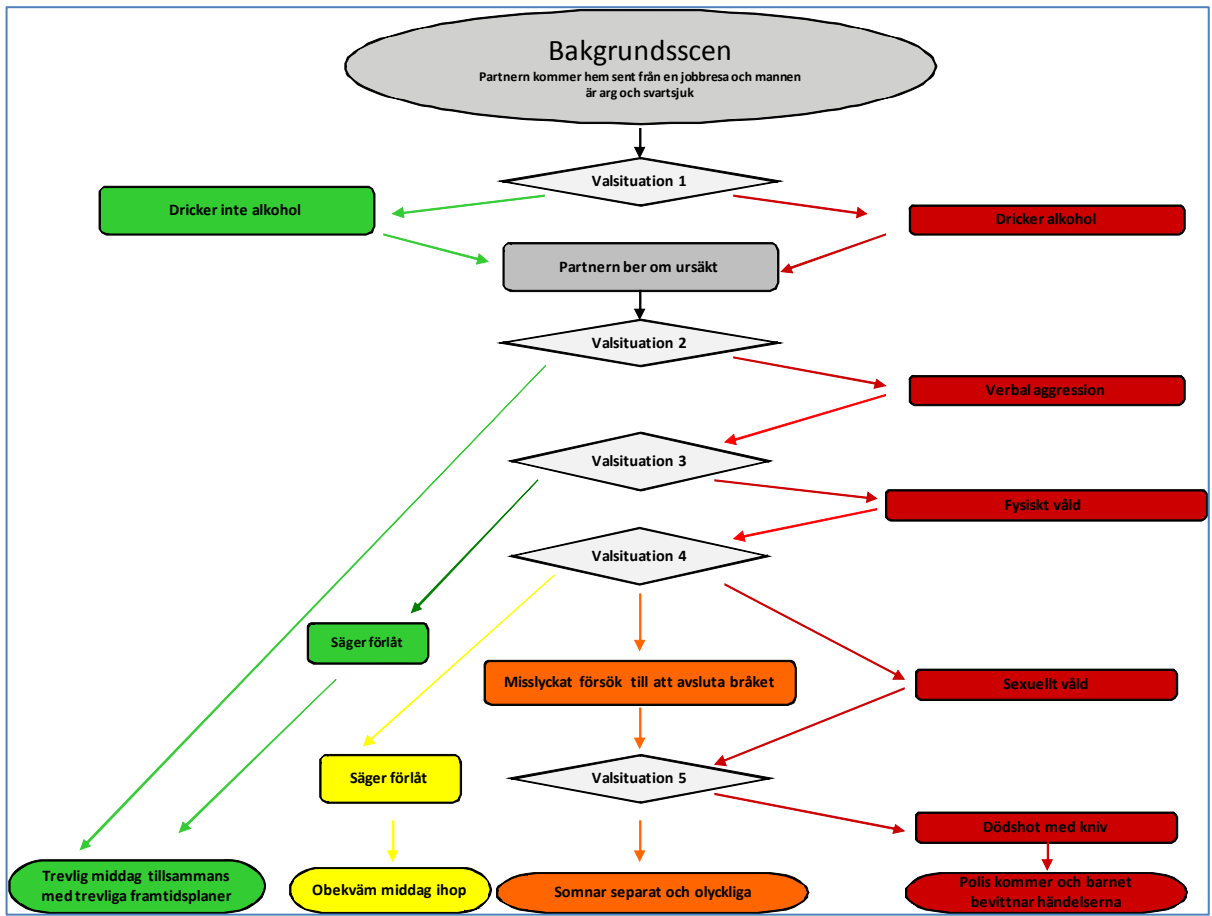 Bakgrundsscen
Partnern kommer hem sent från en jobbresa och mannen
är arg och svartsjuk
Valsituation 1
Dricker inte alkohol
Dricker alkohol
Partnern ber om ursäkt
Valsituation 2
Verbal aggression
Valsituation 3
Fysiskt våld
Valsituation 4
Säger förlåt
Misslyckat försök till att avsluta bråket
Sexuellt våld
Säger förlåt
Valsituation 5
Dödshot med kniv
Trevlig middag tillsammans
med trevliga framtidsplaner
Obekväm middag ihop
Somnar separat och olyckliga
Polis kommer och barnet
bevittnar händelserna